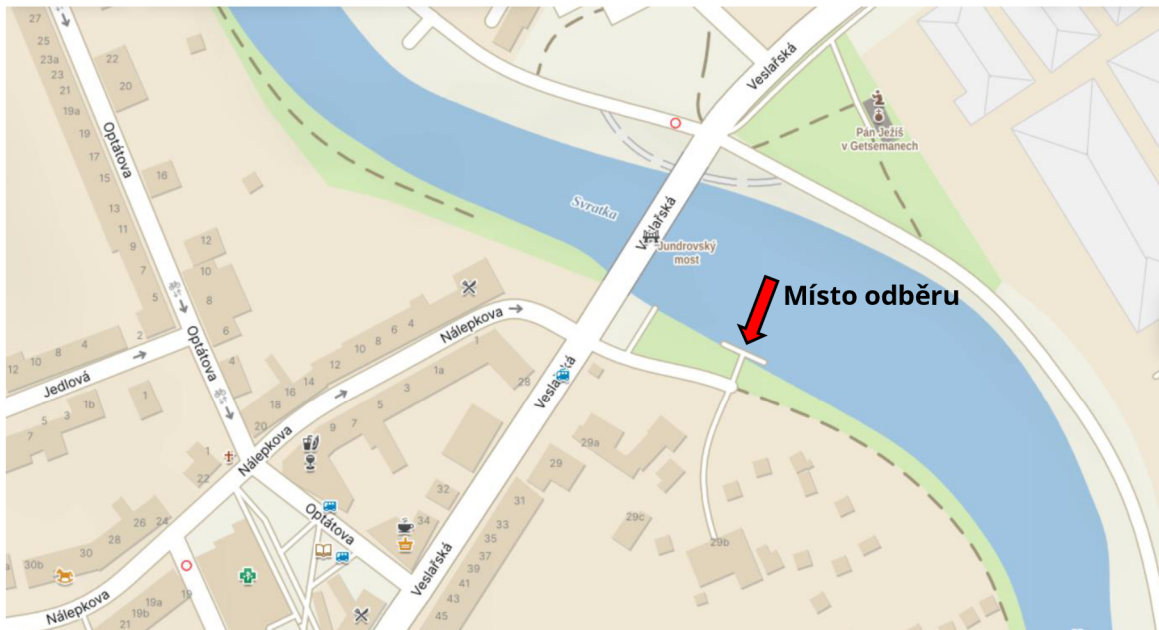 27
25
23a
23
21
19a
19
17
15
13
11
9
7
5
22
20
Optátova
16
12
10
8
6
4
Optátova
2
4
8
10
12
Jedlová
7
5
3
1b
1
Veslařská
Pán Ježíš
v Getsemanech
Svratka
Veslařská
Jundrovský
most
Místo odběru
Nálepkova
4
6
8
10
12
14
16
18
20
1
1a
3
5
7
9
28
Veslařská
Nálepkova
1
22
24
26
28
30
30b
Optátova
32
34
29a
29
31
33
35
37
39
41
43
45
29c
29b
Veslařská
Nálepkova
19a
19b
21
19